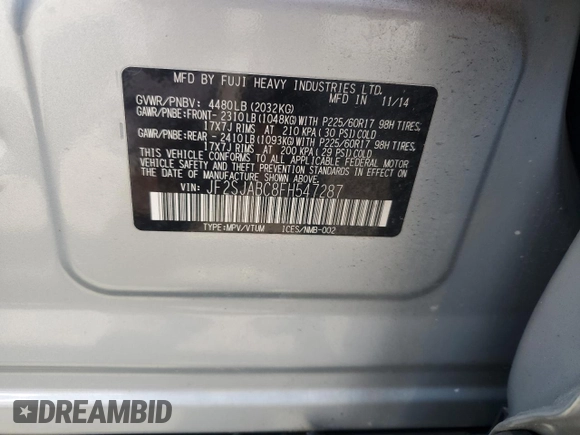 MFD BY FUJI HEAVY INDUSTRIES LTD.
MFD IN 11/14
GVWR/PNBV: 4480LB(2032KG)
GAWR/PNBE:FRONT- 2310LB(1048KG)WITH P225/60R17 98H TIRES,
17X7J RIMS AT 210 KPA(30 PSI)COLD
GAWR/PNBE:REAR - 2410LB(1093KG)WITH P225/60R17 98H TIRES,
17X7J RIMS AT 200 KPA(29 PSI)COLD
THIS VEHICLE CONFORMS TO ALL APPLICABLE FEDERAL MOTOR
VEHICLE SAFETY AND BUMPER STANDARDS IN EFFECT ON
THE DATE OF MANUFACTURE SHOWN ABOVE.
VIN: JF2SJABC8FH547287
TYPE:MPV/VTUM ICES/NMB-002
DREAMBID